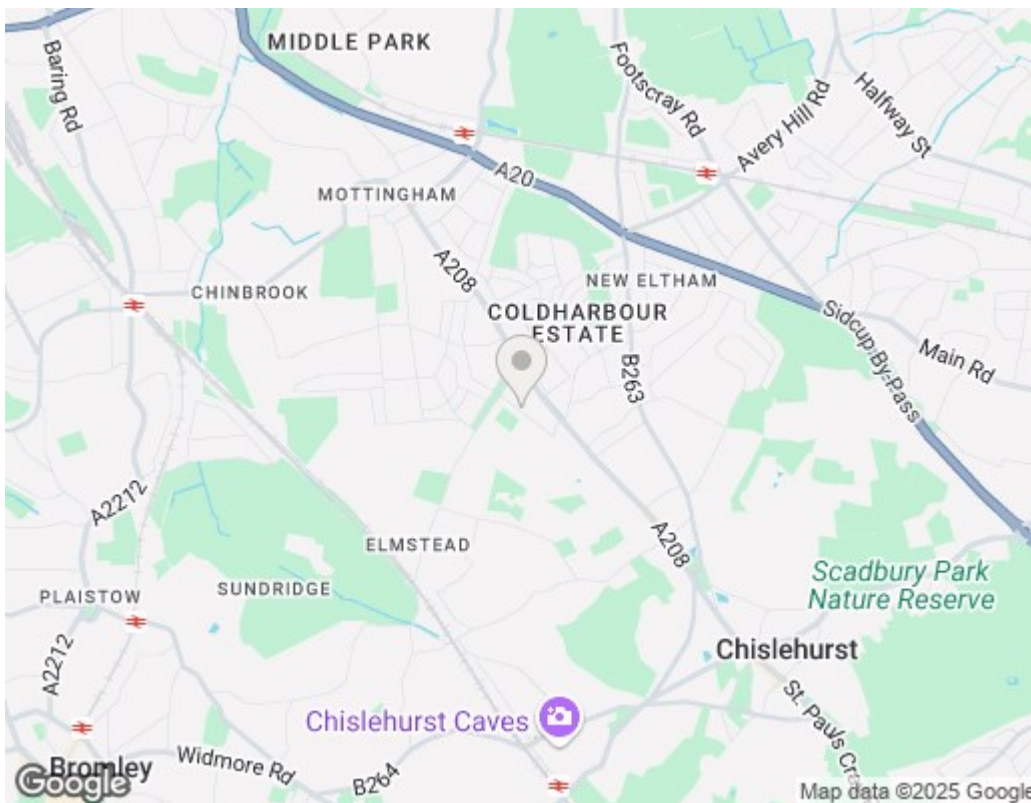 MIDDLE PARK
Baring Rd
Footscray Rd
Avery Hill Rd
Halfway St
A20
MOTTINGHAM
A208
CHINBROOK
NEW ELTHAM
COLDHARBOUR
ESTATE
Sidcup By-Pass
Main Rd
B263
A2212
A208
ELMSTEAD
SUNDRIDGE
PLAISTOW
Scadbury Park
Nature Reserve
A2212
Chislehurst
Chislehurst Caves
St. Pauls Cra
Widmore Rd
Bromley
B264
Google
Map data ©2025 Google